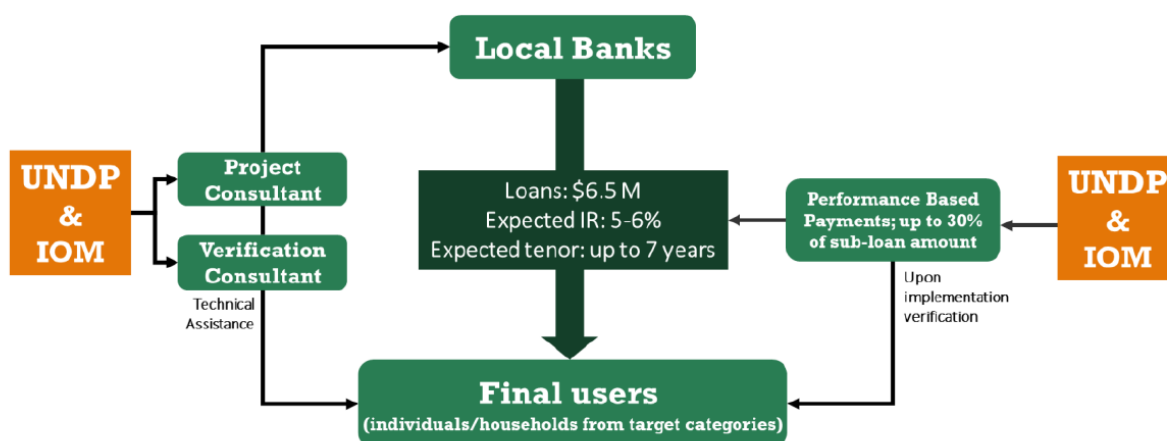 Local Banks
UNDP
&
IOM
Project
Consultant
Verification
Consultant
Technical
Assistance
Loans: $6.5 M
Expected IR: 5-6%
Expected tenor: up to 7 years
Performance Based
Payments; up to 30%
of sub-loan amount
UNDP
&
IOM
Upon
implementation
verification
Final users
(individuals/households from target categories)